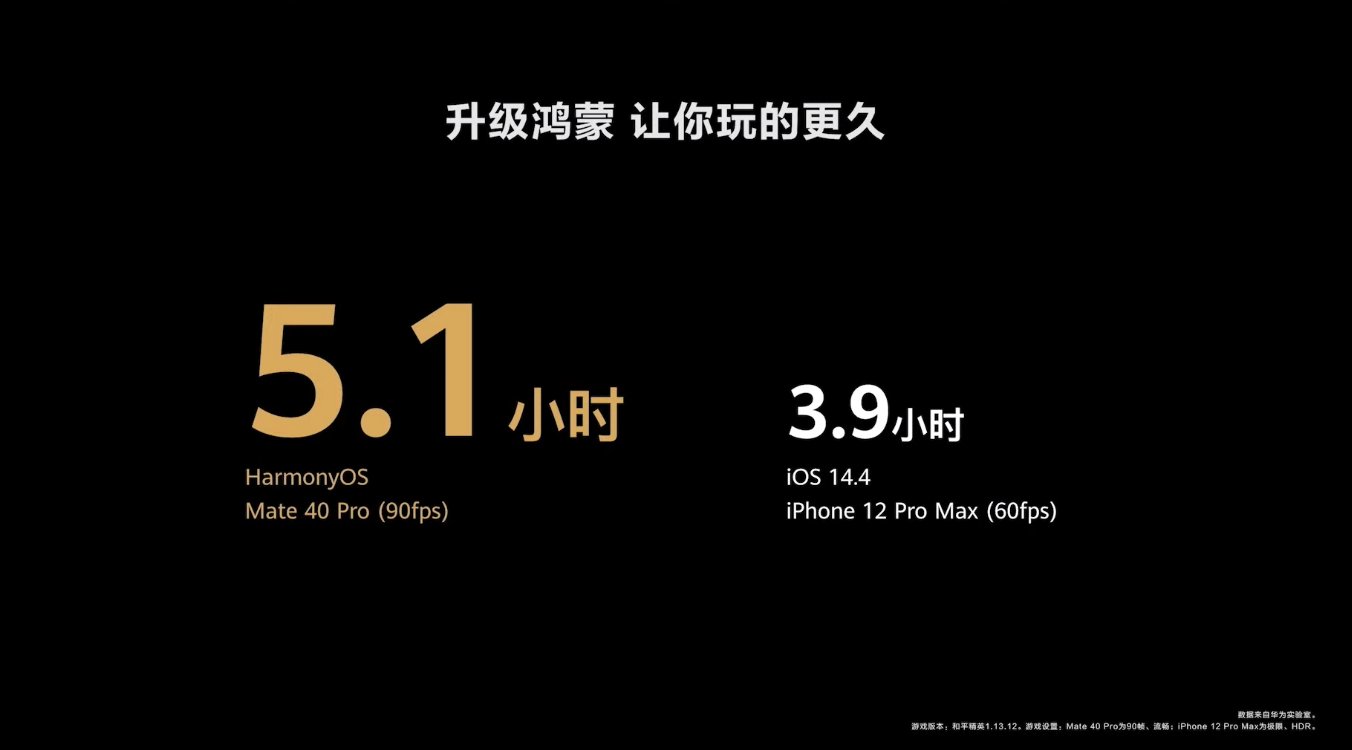 升级鸿蒙 让你玩的更久
5.1 小时
HarmonyOS
Mate 40 Pro (90fps)
3.9小时
iOS 14.4
iPhone 12 Pro Max (60fps)
数据来自华为实验室。
游戏版本：和平精英1.13.12。游戏设置：Mate 40 Pro为90帧、流畅；iPhone 12 Pro Max为极限、HDR。